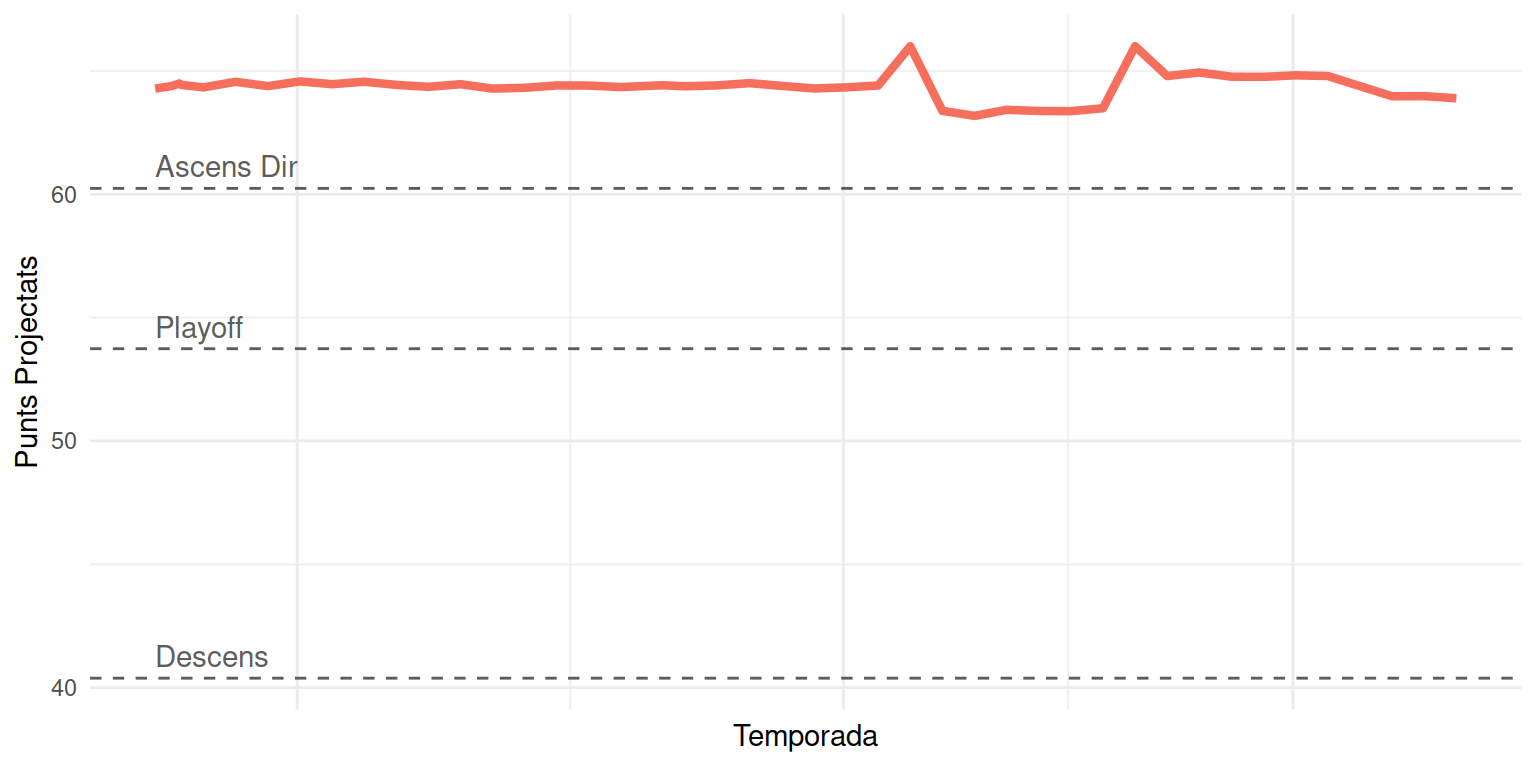 Ascens Dir
60
Playoff
50
Descens
40
Punts Projectats
Temporada